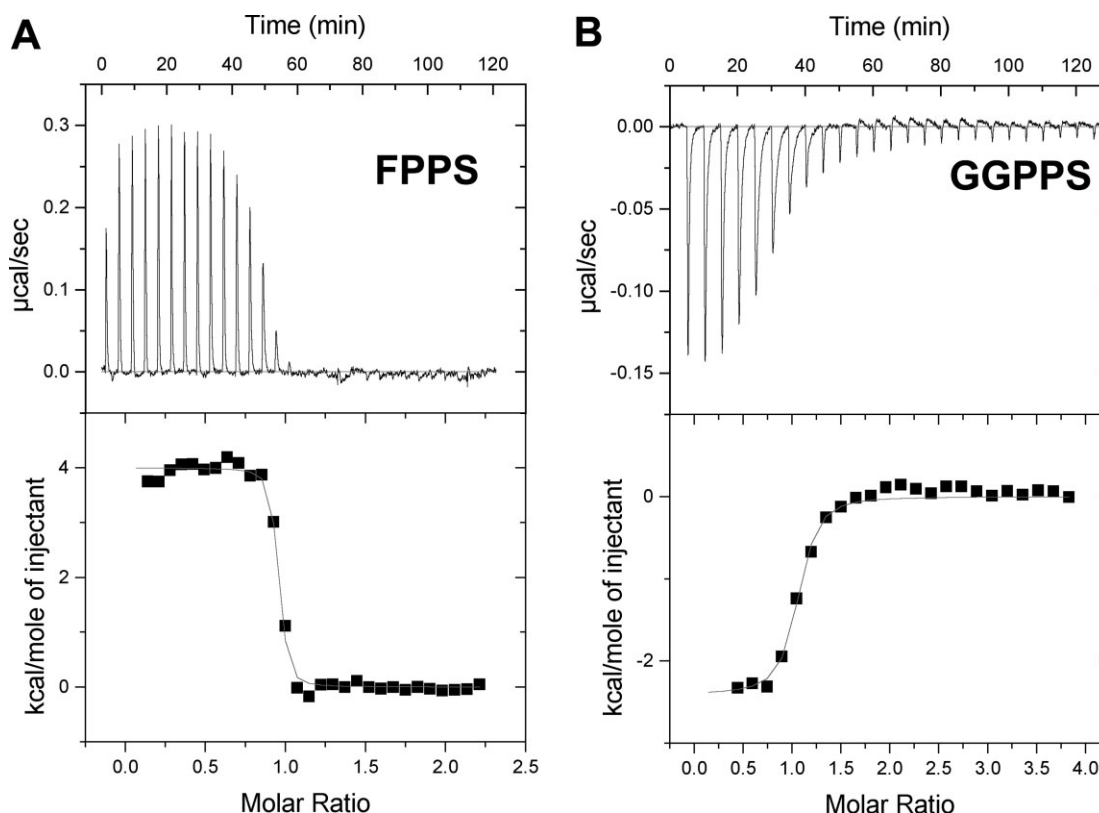 A
Time (min)
0 20 40 60 80 100 120
0.3
0.2
0.1
0.0
µcal/sec
FPPS
4
2
0
kcal/mole of injectant
0.0 0.5 1.0 1.5 2.0 2.5
Molar Ratio
B
Time (min)
0 20 40 60 80 100 120
0.00
-0.05
-0.10
-0.15
µcal/sec
GGPPS
0
-2
kcal/mole of injectant
0.0 0.5 1.0 1.5 2.0 2.5 3.0 3.5 4.0
Molar Ratio